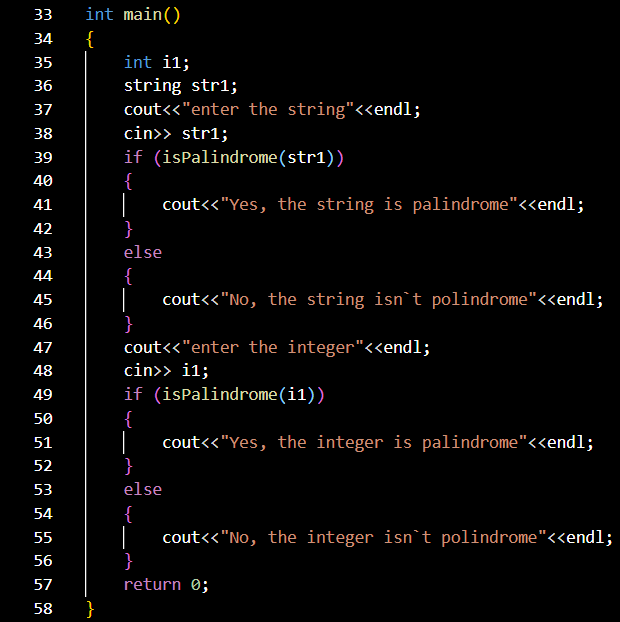 33 int main()
34 {
35 int i1;
36 string str1;
37 cout<<"enter the string"<<endl;
38 cin>> str1;
39 if (isPalindrome(str1))
40 {
41 cout<<"Yes, the string is palindrome"<<endl;
42 }
43 else
44 {
45 cout<<"No, the string isn`t polindrome"<<endl;
46 }
47 cout<<"enter the integer"<<endl;
48 cin>> i1;
49 if (isPalindrome(i1))
50 {
51 cout<<"Yes, the integer is palindrome"<<endl;
52 }
53 else
54 {
55 cout<<"No, the integer isn`t polindrome"<<endl;
56 }
57 return 0;
58 }